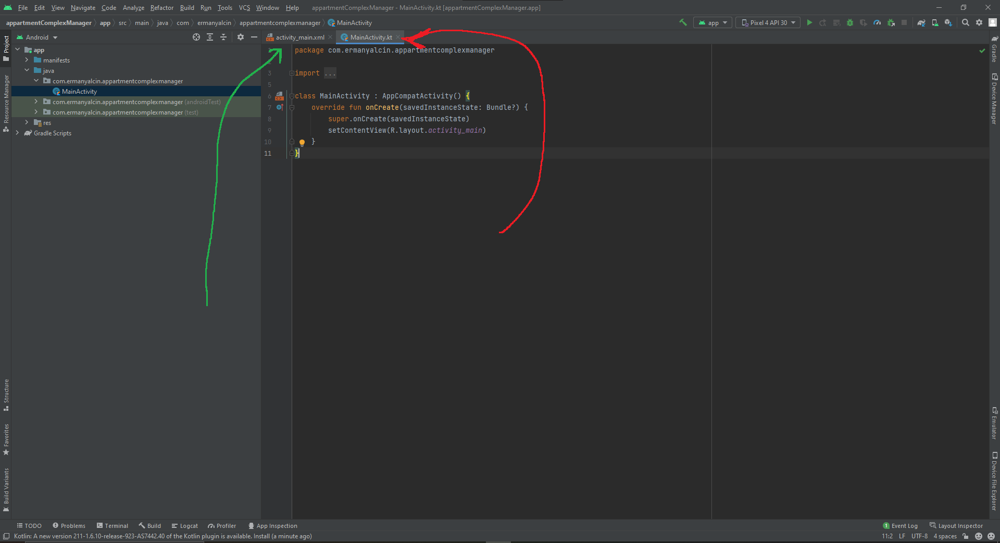 File Edit View Navigate Code Analyze Refactor Build Run Tools VCS Window Help appartmentComplexManager - MainActivity.kt [appartmentComplexManager.app]
appartmentComplexManager app src main java com ermanyalcin appartmentcomplexmanager MainActivity app Pixel 4 API 30
Android activity_main.xml MainActivity.kt
Project
Resource Manager
Structure
Favorites
Build Variants
app
manifests
java
com.ermanyalcin.appartmentcomplexmanager
MainActivity
com.ermanyalcin.appartmentcomplexmanager (androidTest)
com.ermanyalcin.appartmentcomplexmanager (test)
res
Gradle Scripts
package com.ermanyalcin.appartmentcomplexmanager
3 import ...
5
6 class MainActivity : AppCompatActivity() {
7 override fun onCreate(savedInstanceState: Bundle?) {
8 super.onCreate(savedInstanceState)
9 setContentView(R.layout.activity_main)
10 }
11 }
Gradle
Device Manager
Emulator
Device File Explorer
TODO Problems Terminal Build Logcat Profiler App Inspection 1 Event Log Layout Inspector
Kotlin: A new version 211-1.6.10-release-923-AS7442.40 of the Kotlin plugin is available. Install (a minute ago) 11:2 LF UTF-8 4 spaces